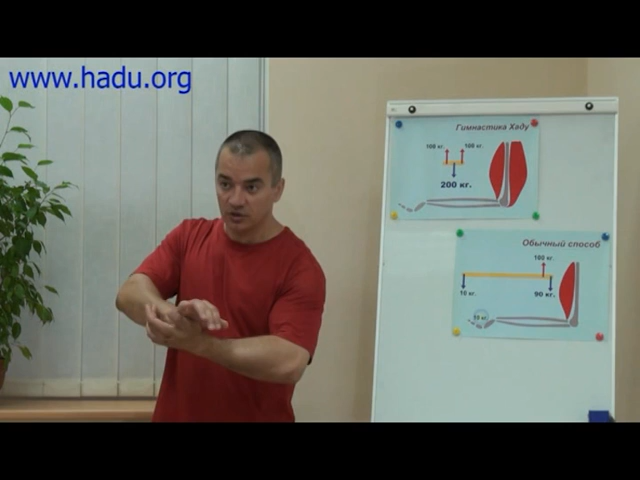 www.hadu.org
Гимнастика Хаду
100 кг. 100 кг.
200 кг.
Обычный способ
100 кг.
10 кг. 90 кг.